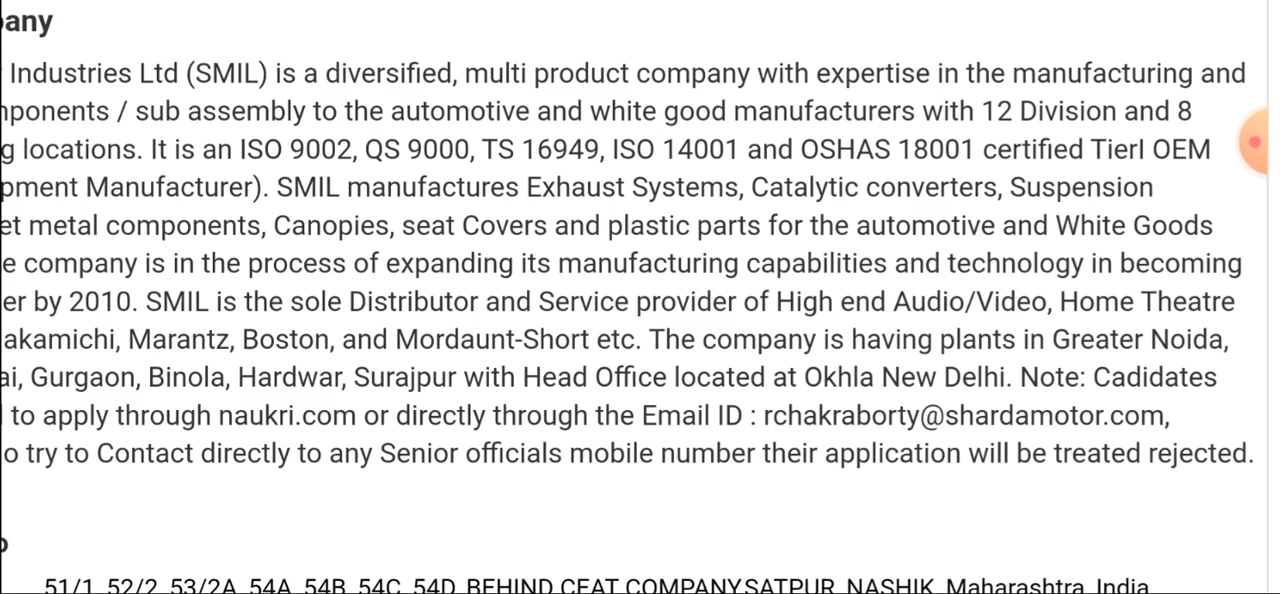 any
Industries Ltd (SMIL) is a diversified, multi product company with expertise in the manufacturing and
ponents / sub assembly to the automotive and white good manufacturers with 12 Division and 8
g locations. It is an ISO 9002, QS 9000, TS 16949, ISO 14001 and OSHAS 18001 certified TierI OEM
pment Manufacturer). SMIL manufactures Exhaust Systems, Catalytic converters, Suspension
et metal components, Canopies, seat Covers and plastic parts for the automotive and White Goods
e company is in the process of expanding its manufacturing capabilities and technology in becoming
er by 2010. SMIL is the sole Distributor and Service provider of High end Audio/Video, Home Theatre
akamichi, Marantz, Boston, and Mordaunt-Short etc. The company is having plants in Greater Noida,
ai, Gurgaon, Binola, Hardwar, Surajpur with Head Office located at Okhla New Delhi. Note: Cadidates
to apply through naukri.com or directly through the Email ID : rchakraborty@shardamotor.com,
o try to Contact directly to any Senior officials mobile number their application will be treated rejected.
51/1, 52/2, 53/2A, 54A, 54B, 54C, 54D, BEHIND CEAT COMPANY,SATPUR, NASHIK, Maharashtra, India